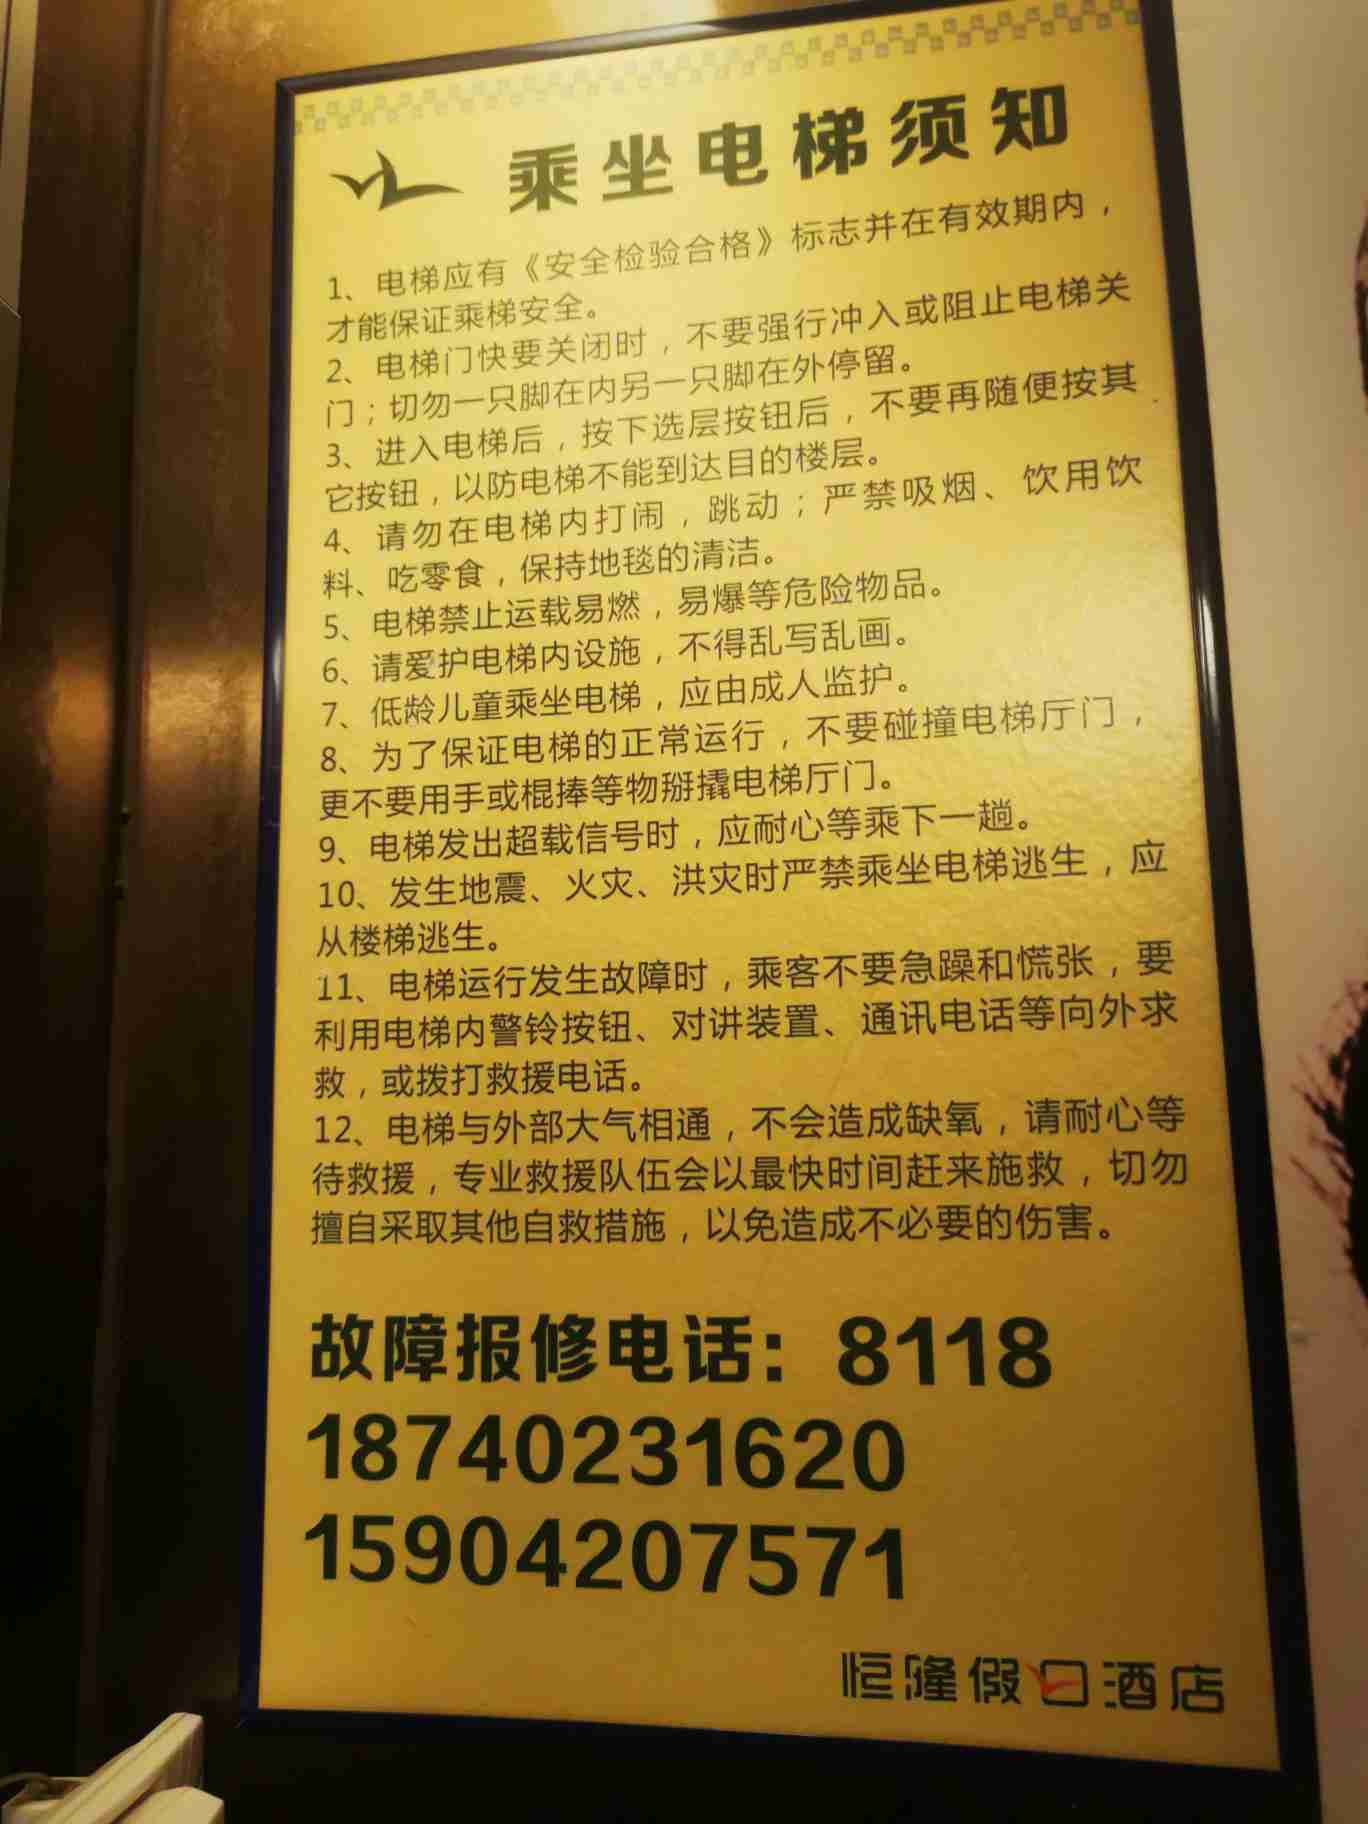 乘坐电梯须知
1、电梯应有《安全检验合格》标志并在有效期内，
才能保证乘梯安全。
2、电梯门快要关闭时，不要强行冲入或阻止电梯关
门；切勿一只脚在内另一只脚在外停留。
3、进入电梯后，按下选层按钮后，不要再随便按其
它按钮，以防电梯不能到达目的楼层。
4、请勿在电梯内打闹，跳动；严禁吸烟、饮用饮
料、吃零食，保持地毯的清洁。
5、电梯禁止运载易燃，易爆等危险物品。
6、请爱护电梯内设施，不得乱写乱画。
7、低龄儿童乘坐电梯，应由成人监护。
8、为了保证电梯的正常运行，不要碰撞电梯厅门，
更不要用手或棍捧等物掰撬电梯厅门。
9、电梯发出超载信号时，应耐心等乘下一趟。
10、发生地震、火灾、洪灾时严禁乘坐电梯逃生，应
从楼梯逃生。
11、电梯运行发生故障时，乘客不要急躁和慌张，要
利用电梯内警铃按钮、对讲装置、通讯电话等向外求
救，或拨打救援电话。
12、电梯与外部大气相通，不会造成缺氧，请耐心等
待救援，专业救援队伍会以最快时间赶来施救，切勿
擅自采取其他自救措施，以免造成不必要的伤害。
故障报修电话：8118
18740231620
15904207571
恒隆假日酒店